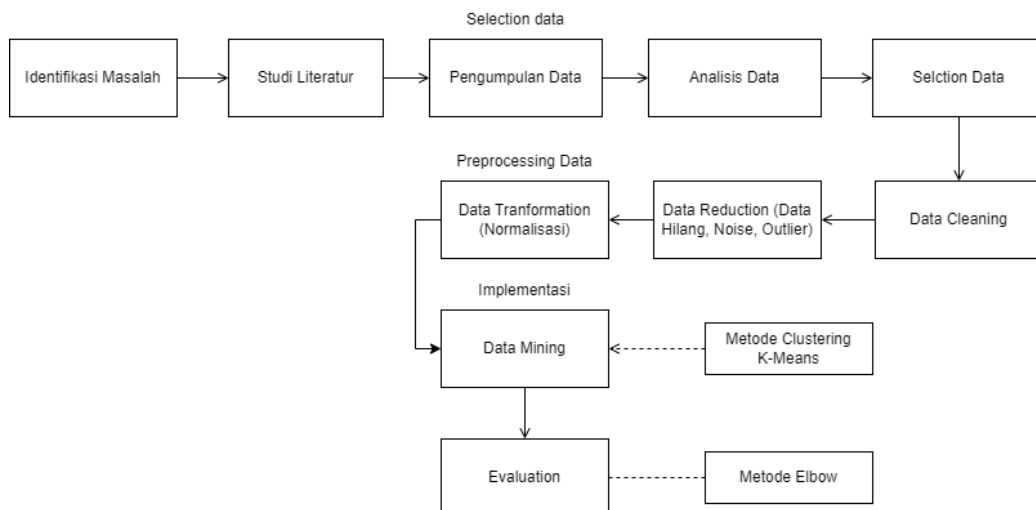 Selection data
Identifikasi Masalah
Studi Literatur
Pengumpulan Data
Analisis Data
Selction Data
Preprocessing Data
Data Tranformation
(Normalisasi)
Data Reduction (Data
Hilang, Noise, Outlier)
Data Cleaning
Implementasi
Data Mining
Metode Clustering
K-Means
Evaluation
Metode Elbow